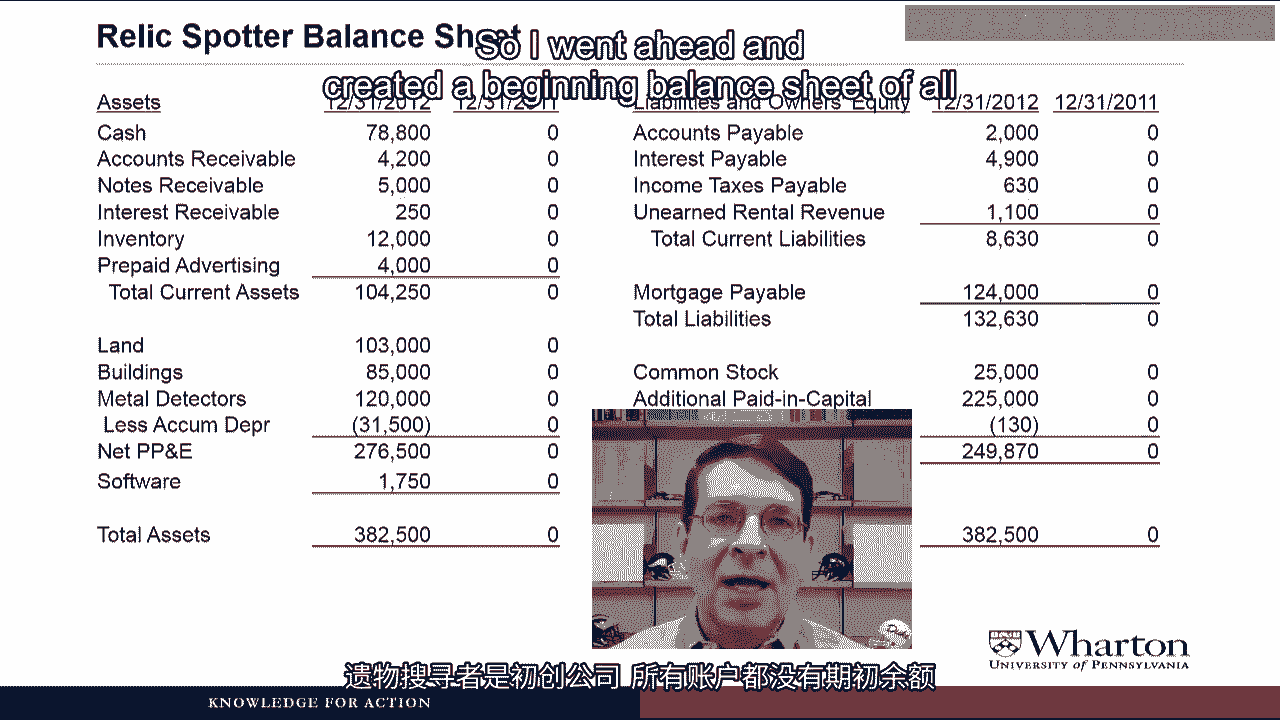 Relic Spotter Balance Sheet
So I went ahead and
created a beginning balance sheet of all
Assets 12/31/2012 12/31/2011
Cash 78,800 0
Accounts Receivable 4,200 0
Notes Receivable 5,000 0
Interest Receivable 250 0
Inventory 12,000 0
Prepaid Advertising 4,000 0
Total Current Assets 104,250 0
Land 103,000 0
Buildings 85,000 0
Metal Detectors 120,000 0
Less Accum Depr (31,500) 0
Net PP&E 276,500 0
Software 1,750 0
Total Assets 382,500 0
Liabilities and Owners' Equity 12/31/2012 12/31/2011
Accounts Payable 2,000 0
Interest Payable 4,900 0
Income Taxes Payable 630 0
Unearned Rental Revenue 1,100 0
Total Current Liabilities 8,630 0
Mortgage Payable 124,000 0
Total Liabilities 132,630 0
Common Stock 25,000 0
Additional Paid-in-Capital 225,000 0
(130) 0
249,870 0
382,500 0
Wharton
UNIVERSITY of PENNSYLVANIA
遗物搜寻者是初创公司 所有账户都没有期初余额
KNOWLEDGE FOR ACTION